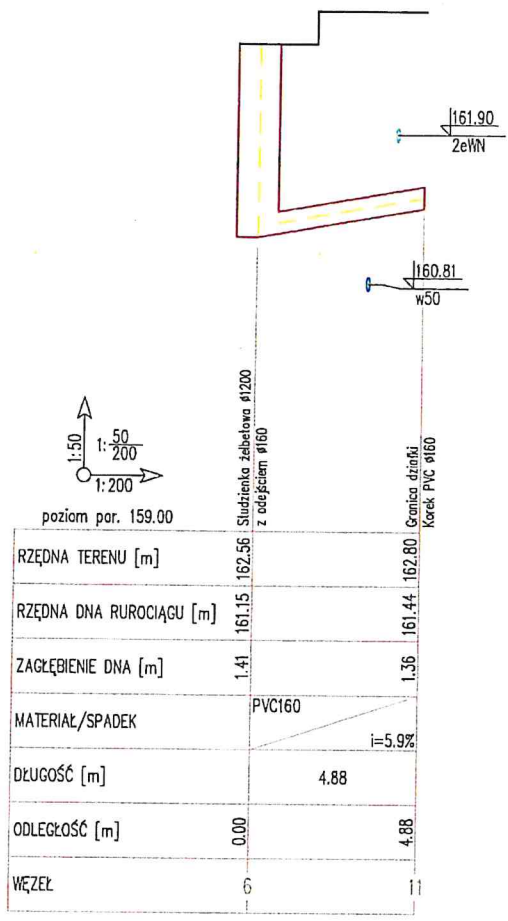 161.90
2eWN
160.81
w50
Studzienka żelbetowa ø1200
z odejściem ø160
Granica działki
Korek PVC ø160
1:50
1: 50/200
1:200
poziom por. 159.00
RZĘDNA TERENU [m] 162.56 162.80
RZĘDNA DNA RUROCIĄGU [m] 161.15 161.44
ZAGŁĘBIENIE DNA [m] 1.41 1.36
MATERIAŁ/SPADEK PVC160 i=5.9%
DŁUGOŚĆ [m] 4.88
ODLEGŁOŚĆ [m] 0.00 4.88
WĘZEŁ 6 11